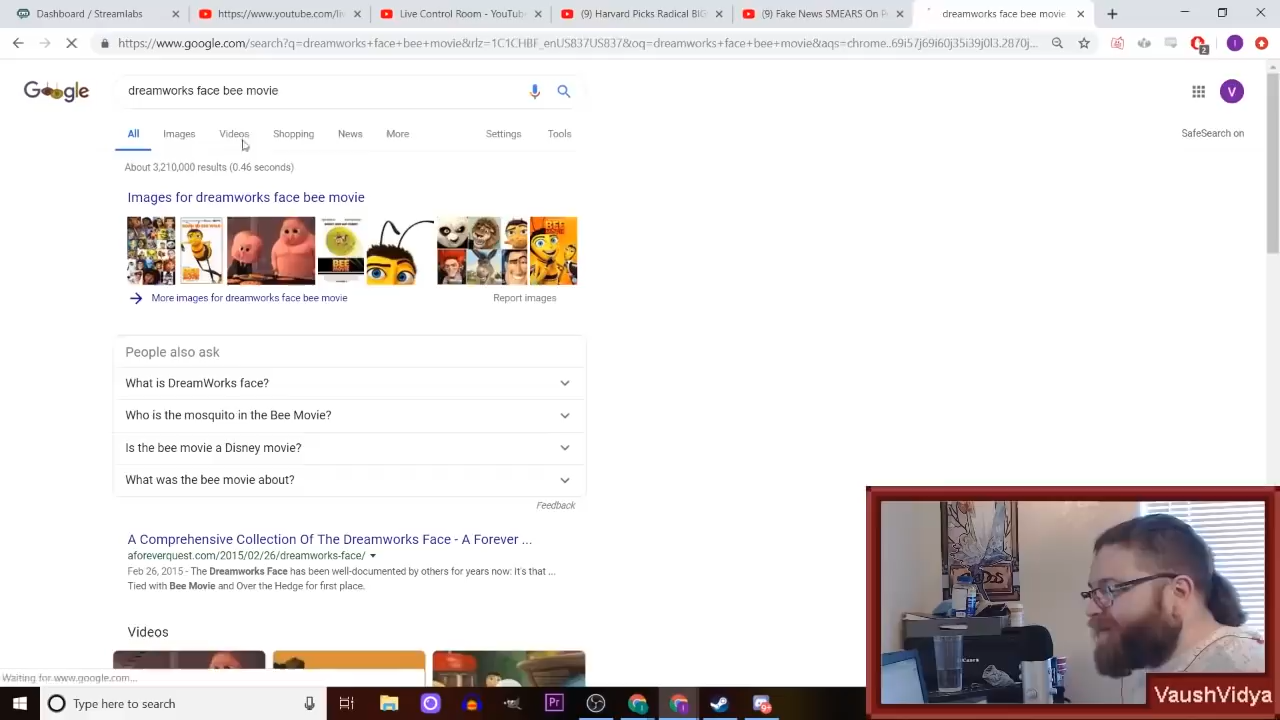 Dashboard - Streamlabs
https://www.youtube.com/liv
Live Control Room - YouTube
(9) Harvard Picks Radical BIG
(9) Fake News SMEARS On P
dreamworks face bee movie
https://www.google.com/search?q=dreamworks+face+bee+movie&rlz=1C1CHBF_enUS837US837&oq=dreamworks+face+bee+movie&aqs=chrome..69i57j69i60j35i39j0l3.2870j...
2
Google
dreamworks face bee movie
V
All Images Videos Shopping News More Settings Tools
SafeSearch on
About 3,210,000 results (0.46 seconds)
Images for dreamworks face bee movie
BEE MOVIE
BEE
More images for dreamworks face bee movie
Report images
People also ask
What is DreamWorks face?
Who is the mosquito in the Bee Movie?
Is the bee movie a Disney movie?
What was the bee movie about?
Feedback
A Comprehensive Collection Of The Dreamworks Face - A Forever ...
aforeverquest.com/2015/02/26/dreamworks-face/
Feb 26, 2015 - The Dreamworks Face has been well-documented by others for years now: it's that ...
Tied with Bee Movie and Over the Hedge for first place.
Videos
Waiting for www.google.com...
Type here to search
Pr
VaushVidya